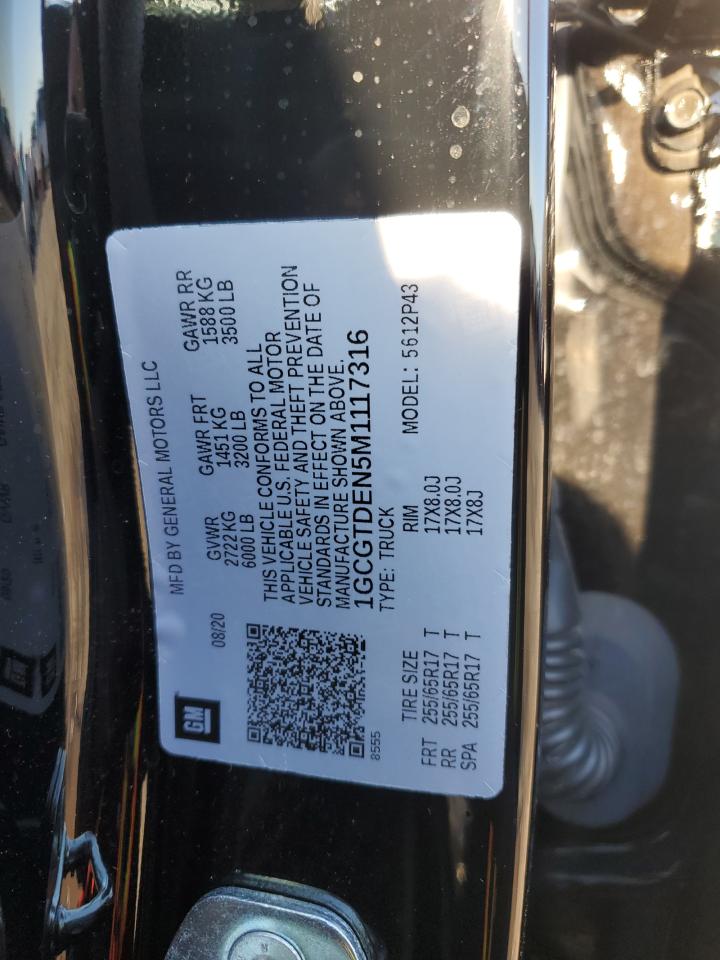 GM
08/20
MFD BY GENERAL MOTORS LLC
GVWR GAWR FRT GAWR RR
2722 KG 1451 KG 1588 KG
6000 LB 3200 LB 3500 LB
THIS VEHICLE CONFORMS TO ALL
APPLICABLE U.S. FEDERAL MOTOR
VEHICLE SAFETY AND THEFT PREVENTION
STANDARDS IN EFFECT ON THE DATE OF
MANUFACTURE SHOWN ABOVE.
1GCGTDEN5M1117316
8555
TYPE: TRUCK MODEL: 5612P43
TIRE SIZE RIM
FRT 255/65R17 T 17X8.0J
RR 255/65R17 T 17X8.0J
SPA 255/65R17 T 17X8J